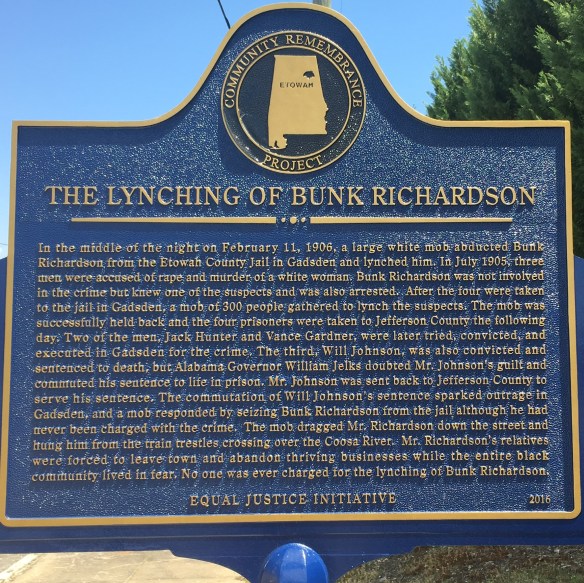 COMMUNITY REMEMBRANCE
ETOWAH
PROJECT
THE LYNCHING OF BUNK RICHARDSON
In the middle of the night on February 11, 1906, a large white mob abducted Bunk
Richardson from the Etowah County Jail in Gadsden and lynched him. In July 1905, three
men were accused of rape and murder of a white woman. Bunk Richardson was not involved
in the crime but knew one of the suspects and was also arrested. After the four were taken
to the jail in Gadsden, a mob of 300 people gathered to lynch the suspects. The mob was
successfully held back and the four prisoners were taken to Jefferson County the following
day. Two of the men, Jack Hunter and Vance Gardner, were later tried, convicted, and
executed in Gadsden for the crime. The third, Will Johnson, was also convicted and
sentenced to death, but Alabama Governor William Jelks doubted Mr. Johnson's guilt and
commuted his sentence to life in prison. Mr. Johnson was sent back to Jefferson County to
serve his sentence. The commutation of Will Johnson's sentence sparked outrage in
Gadsden, and a mob responded by seizing Bunk Richardson from the jail although he had
never been charged with the crime. The mob dragged Mr. Richardson down the street and
hung him from the train trestles crossing over the Coosa River. Mr. Richardson's relatives
were forced to leave town and abandon thriving businesses while the entire black
community lived in fear. No one was ever charged for the lynching of Bunk Richardson.
EQUAL JUSTICE INITIATIVE 2016